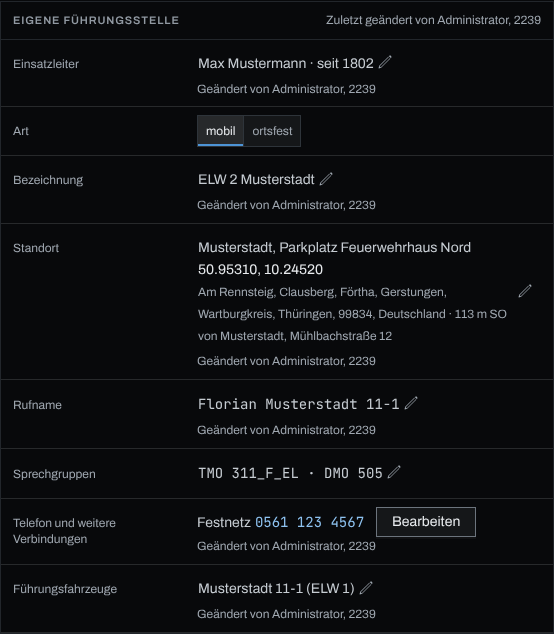 EIGENE FÜHRUNGSSTELLE
Zuletzt geändert von Administrator, 2239
Einsatzleiter
Max Mustermann · seit 1802
Geändert von Administrator, 2239
Art
mobil
ortsfest
Bezeichnung
ELW 2 Musterstadt
Geändert von Administrator, 2239
Standort
Musterstadt, Parkplatz Feuerwehrhaus Nord
50.95310, 10.24520
Am Rennsteig, Clausberg, Förtha, Gerstungen,
Wartburgkreis, Thüringen, 99834, Deutschland · 113 m SO
von Musterstadt, Mühlbachstraße 12
Geändert von Administrator, 2239
Rufname
Florian Musterstadt 11-1
Geändert von Administrator, 2239
Sprechgruppen
TMO 311_F_EL · DMO 505
Telefon und weitere
Verbindungen
Festnetz 0561 123 4567
Bearbeiten
Geändert von Administrator, 2239
Führungsfahrzeuge
Musterstadt 11-1 (ELW 1)
Geändert von Administrator, 2239